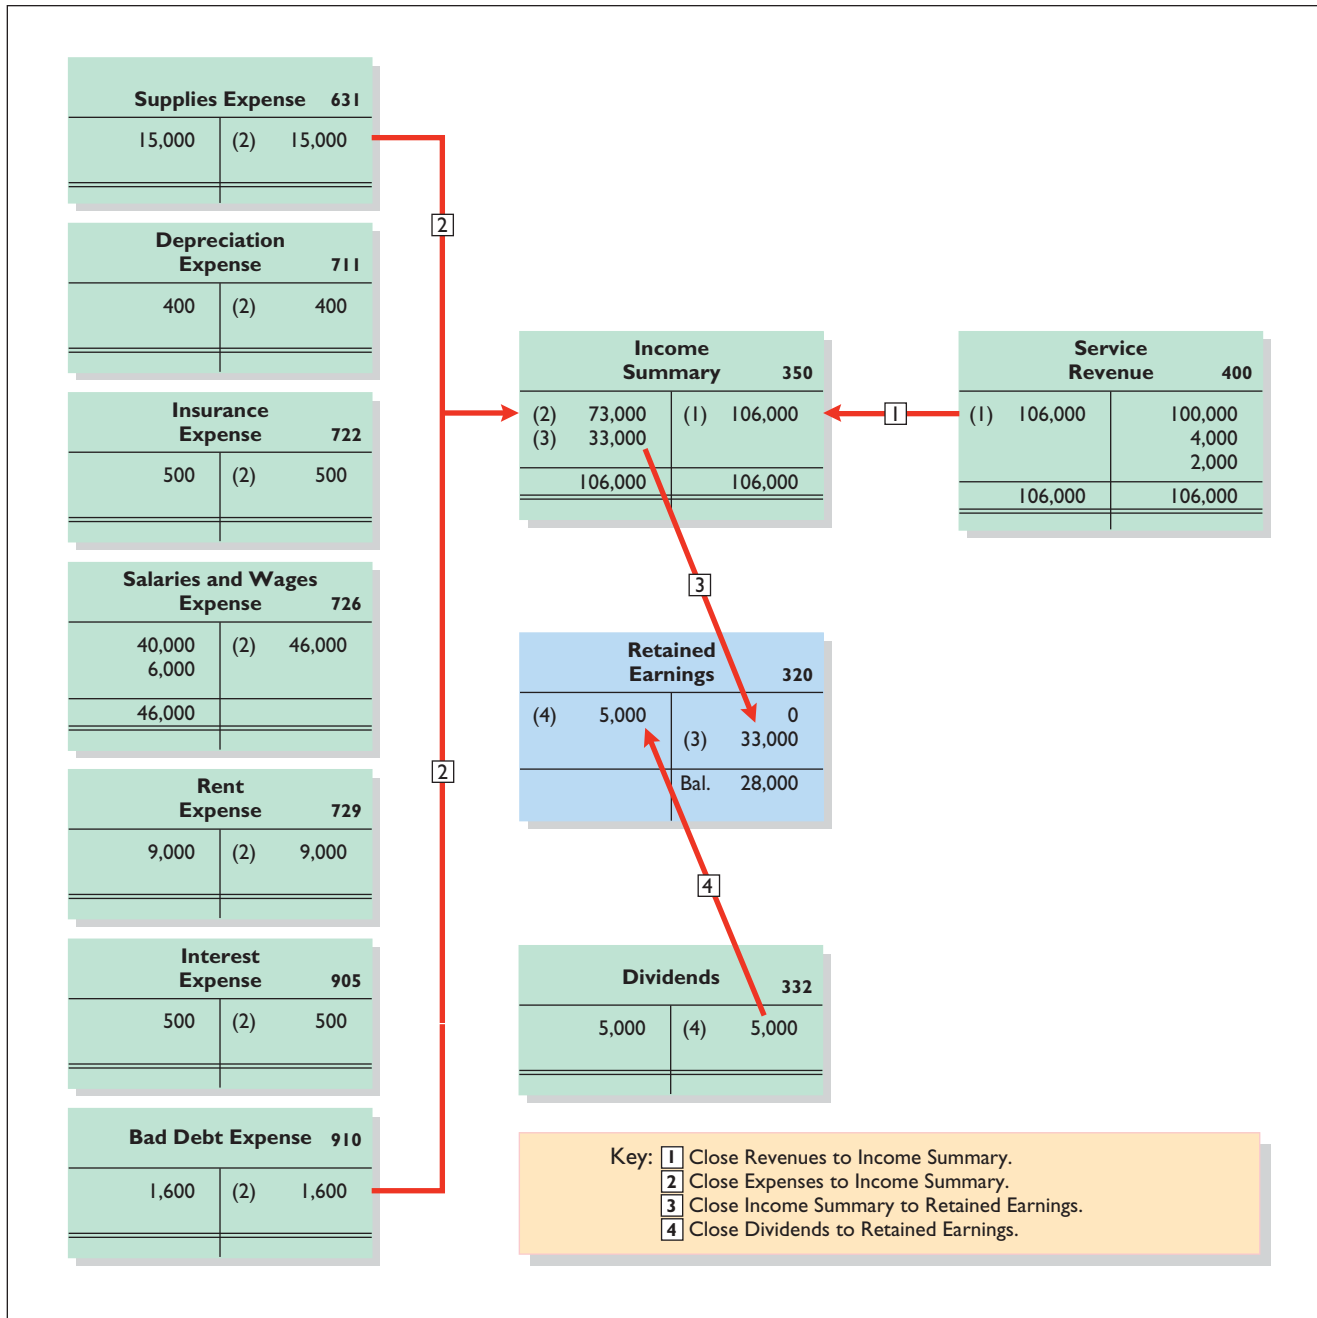 Supplies Expense 631
15,000 (2) 15,000
2
Depreciation
Expense 711
400 (2) 400
Insurance
Expense 722
500 (2) 500
Salaries and Wages
Expense 726
40,000 (2) 46,000
6,000
46,000
2
Rent
Expense 729
9,000 (2) 9,000
Interest
Expense 905
500 (2) 500
Bad Debt Expense 910
1,600 (2) 1,600
Income
Summary 350
(2) 73,000 (1) 106,000
(3) 33,000
106,000 106,000
1
Service
Revenue 400
(1) 106,000 100,000
4,000
2,000
106,000 106,000
3
Retained
Earnings 320
(4) 5,000 0
(3) 33,000
Bal. 28,000
4
Dividends 332
5,000 (4) 5,000
Key: 1 Close Revenues to Income Summary.
2 Close Expenses to Income Summary.
3 Close Income Summary to Retained Earnings.
4 Close Dividends to Retained Earnings.